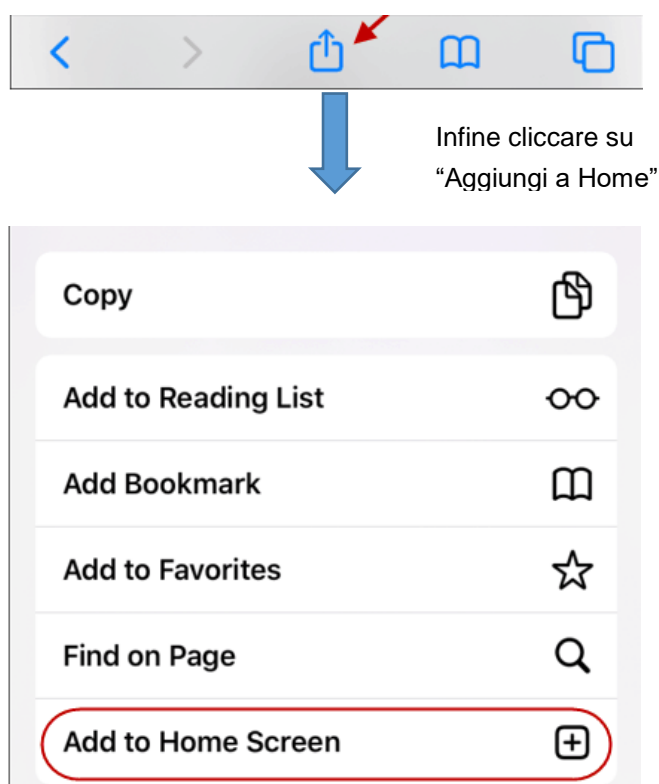 Infine cliccare su
“Aggiungi a Home”
Copy
Add to Reading List
Add Bookmark
Add to Favorites
Find on Page
Add to Home Screen